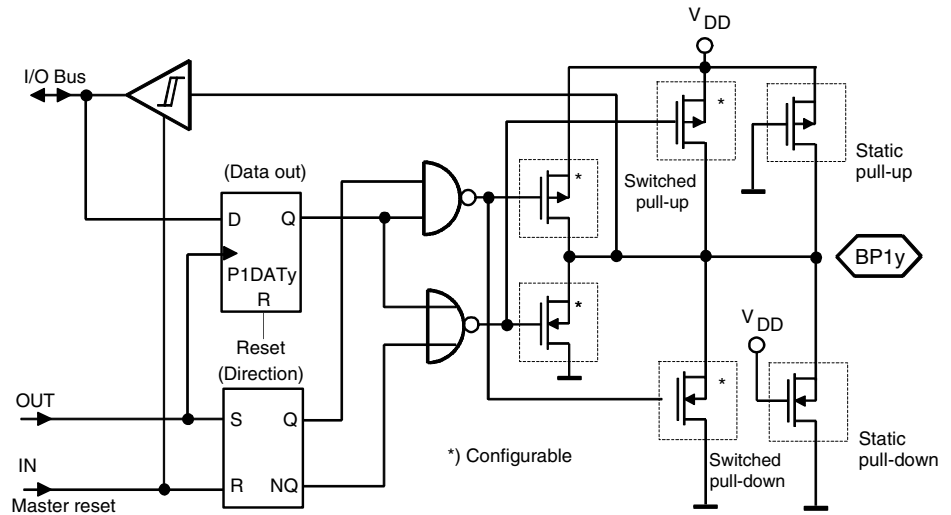 V DD
I/O Bus
*
(Data out)
Static
pull-up
*
Switched
pull-up
D
Q
P1DATy
R
BP1y
*
V DD
Reset
(Direction)
OUT
S
Q
*
*) Configurable
IN
R
NQ
Switched
pull-down
Static
pull-down
Master reset